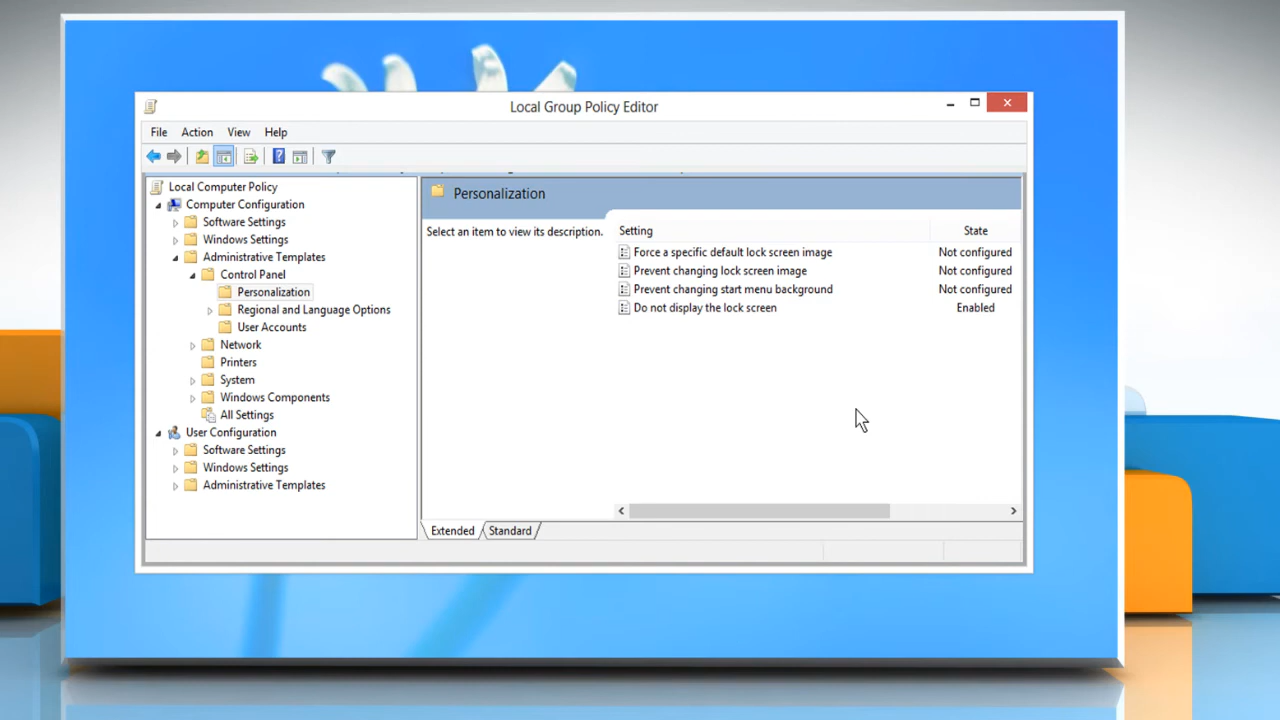 Local Group Policy Editor
File Action View Help
Local Computer Policy
Computer Configuration
Software Settings
Windows Settings
Administrative Templates
Control Panel
Personalization
Regional and Language Options
User Accounts
Network
Printers
System
Windows Components
All Settings
User Configuration
Software Settings
Windows Settings
Administrative Templates
Personalization
Select an item to view its description.
Setting State
Force a specific default lock screen image Not configured
Prevent changing lock screen image Not configured
Prevent changing start menu background Not configured
Do not display the lock screen Enabled
Extended Standard